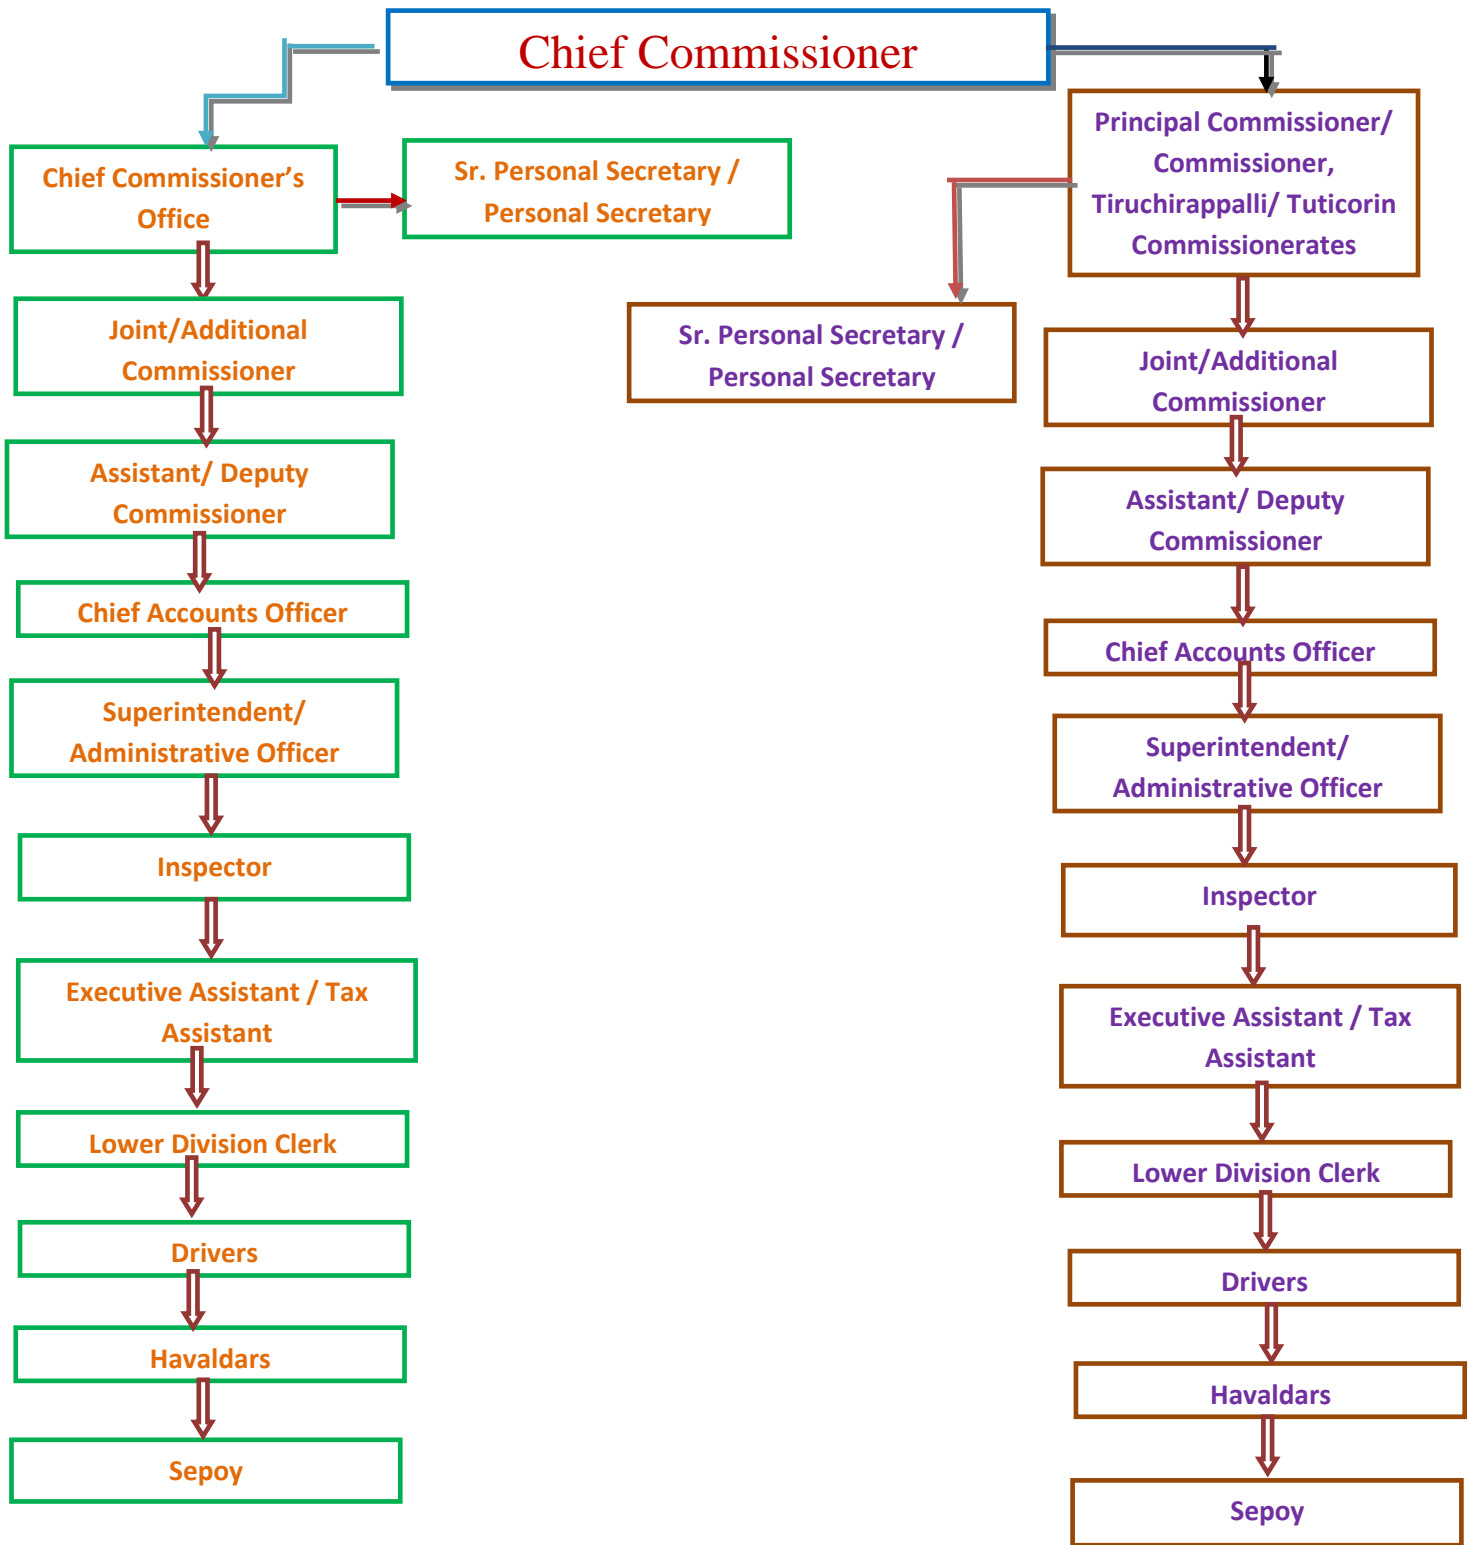 Chief Commissioner
Chief Commissioner’s
Office
Sr. Personal Secretary /
Personal Secretary
Joint/Additional
Commissioner
Assistant/ Deputy
Commissioner
Chief Accounts Officer
Superintendent/
Administrative Officer
Inspector
Executive Assistant / Tax
Assistant
Lower Division Clerk
Drivers
Havaldars
Sepoy
Principal Commissioner/
Commissioner,
Tiruchirappalli/ Tuticorin
Commissionerates
Sr. Personal Secretary /
Personal Secretary
Joint/Additional
Commissioner
Assistant/ Deputy
Commissioner
Chief Accounts Officer
Superintendent/
Administrative Officer
Inspector
Executive Assistant / Tax
Assistant
Lower Division Clerk
Drivers
Havaldars
Sepoy